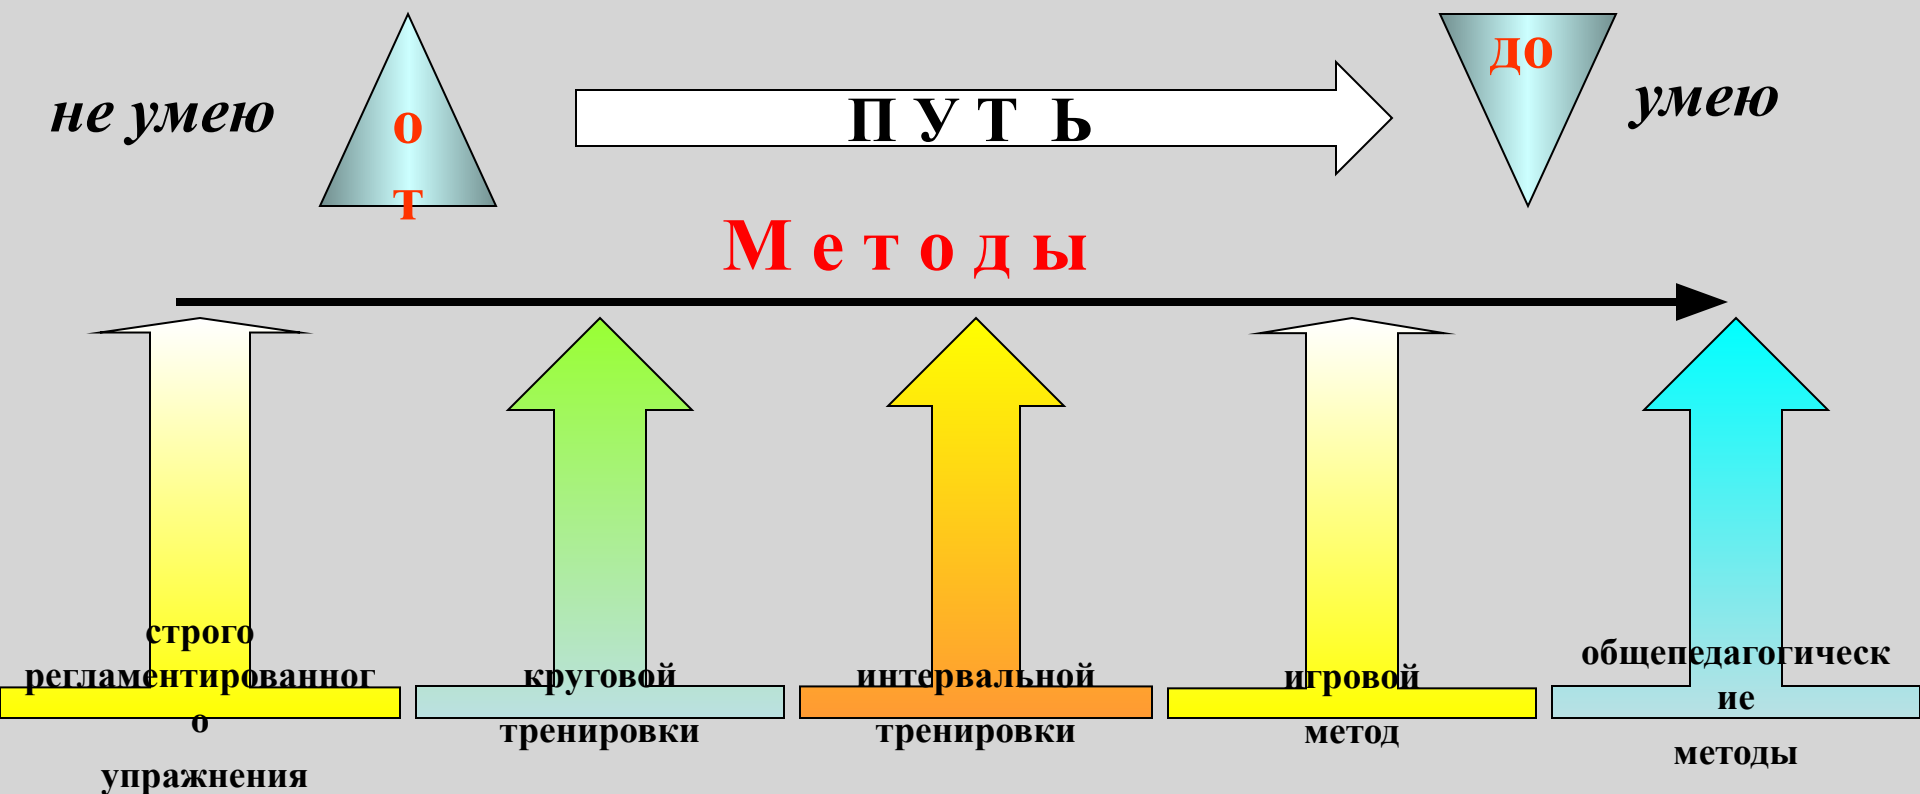 не умею
о
т
П У Т Ь
до
умею
М е т о д ы
строго
регламентированног
о
упражнения
круговой
тренировки
интервальной
тренировки
игровой
метод
общепедагогическ
ие
методы